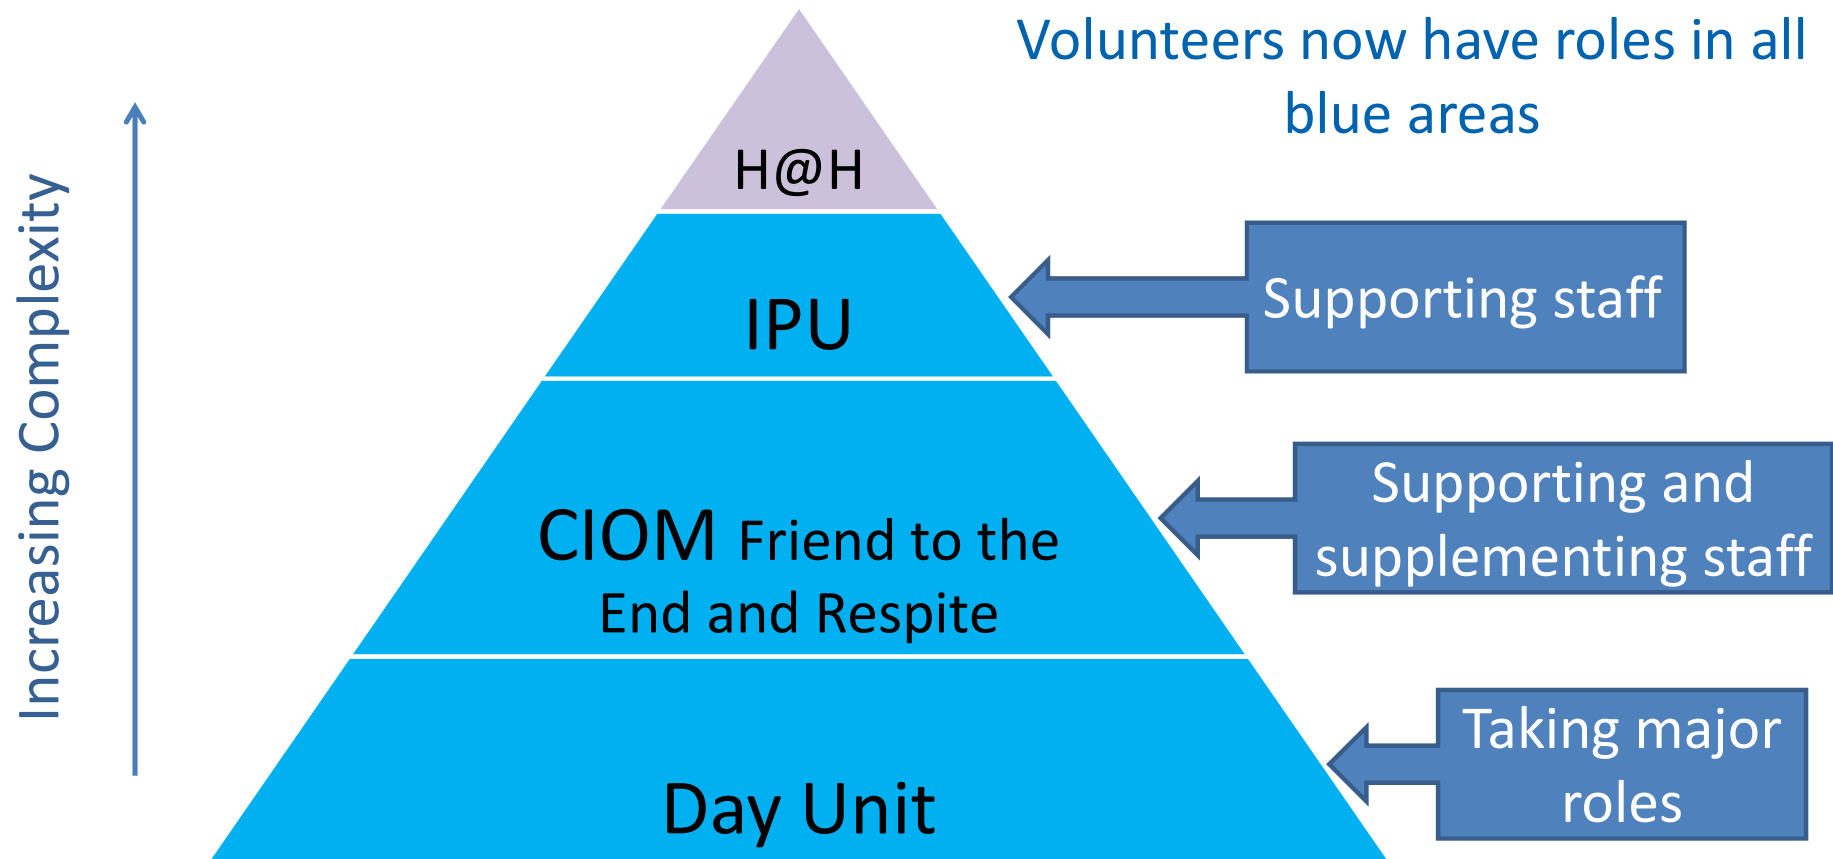 Volunteers now have roles in all
blue areas
Increasing Complexity
H@H
IPU
Supporting staff
CIOM Friend to the
End and Respite
Supporting and
supplementing staff
Day Unit
Taking major
roles